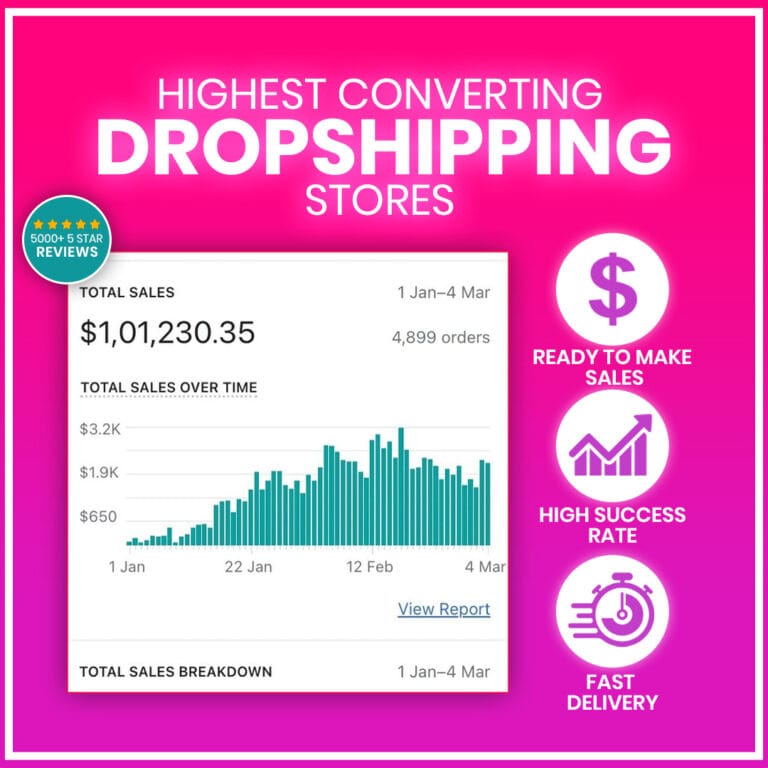 HIGHEST CONVERTING
DROPSHIPPING
STORES
5000+ 5 STAR
REVIEWS
TOTAL SALES
1 Jan–4 Mar
$1,01,230.35
4,899 orders
TOTAL SALES OVER TIME
$3.2K
$1.9K
$650
1 Jan
22 Jan
12 Feb
4 Mar
View Report
TOTAL SALES BREAKDOWN
1 Jan–4 Mar
$
READY TO MAKE
SALES
HIGH SUCCESS
RATE
FAST
DELIVERY